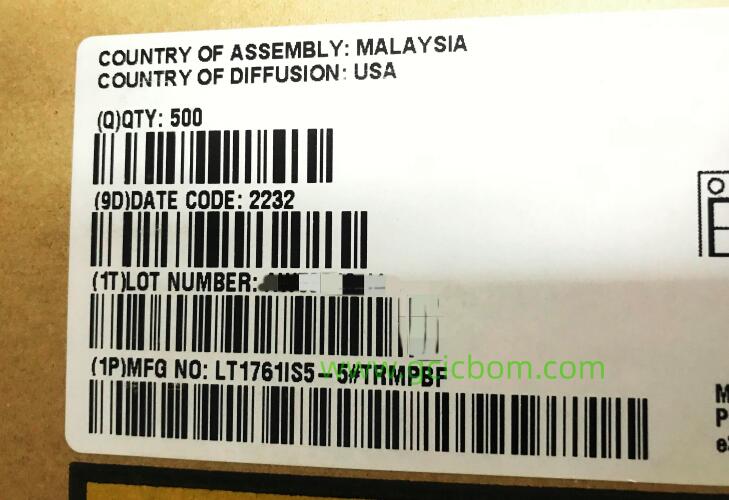 COUNTRY OF ASSEMBLY: MALAYSIA
COUNTRY OF DIFFUSION: USA
(Q)QTY: 500
(9D)DATE CODE: 2232
(1T)LOT NUMBER:
(1P)MFG NO: LT1761IS5-5#TRMPBF
www.gcicbom.com
M
P
e